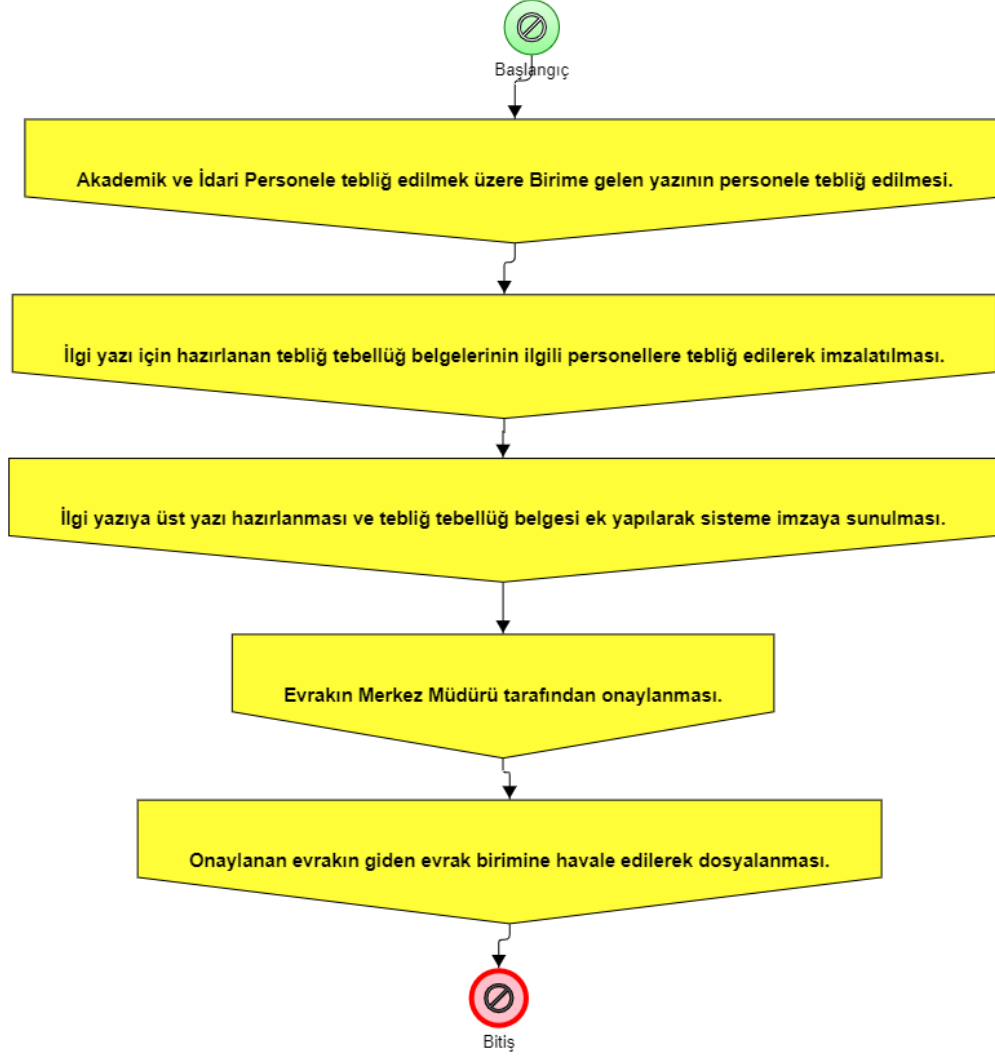 Başlangıç
Akademik ve İdari Personele tebliğ edilmek üzere Birime gelen yazının personele tebliğ edilmesi.
İlgi yazı için hazırlanan tebliğ tebellüğ belgelerinin ilgili personellere tebliğ edilerek imzalatılması.
İlgi yazıya üst yazı hazırlanması ve tebliğ tebellüğ belgesi ek yapılarak sisteme imzaya sunulması.
Evrakın Merkez Müdürü tarafından onaylanması.
Onaylanan evrakın giden evrak birimine havale edilerek dosyalanması.
Bitiş